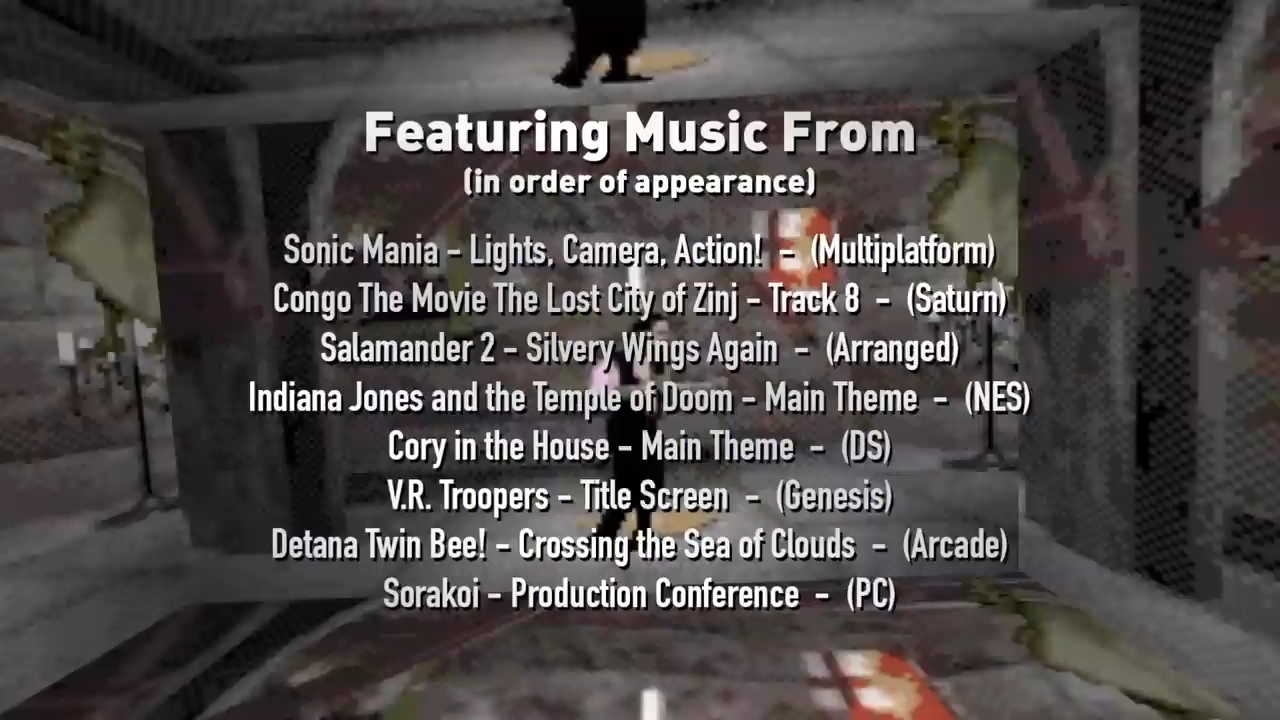 Featuring Music From
(in order of appearance)
Sonic Mania – Lights, Camera, Action! – (Multiplatform)
Congo The Movie The Lost City of Zinj – Track 8 – (Saturn)
Salamander 2 – Silvery Wings Again – (Arranged)
Indiana Jones and the Temple of Doom – Main Theme – (NES)
Cory in the House – Main Theme – (DS)
V.R. Troopers – Title Screen – (Genesis)
Detana Twin Bee! – Crossing the Sea of Clouds – (Arcade)
Sorakoi – Production Conference – (PC)